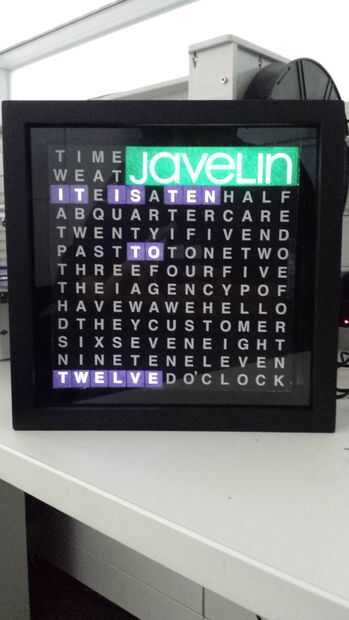 TIME JaveLin
WEAT
ITEISATENHALF
ABQUARTERCARE
TWENTYIFIVEND
PASTTOTONETWO
THREEFOURFIVE
THEIAGENCYPOF
HAVEWAWEHELLO
DTHEYCUSTOMER
SIXSEVENEIGHT
NINETENELEVEN
TWELVEDO'CLOCK